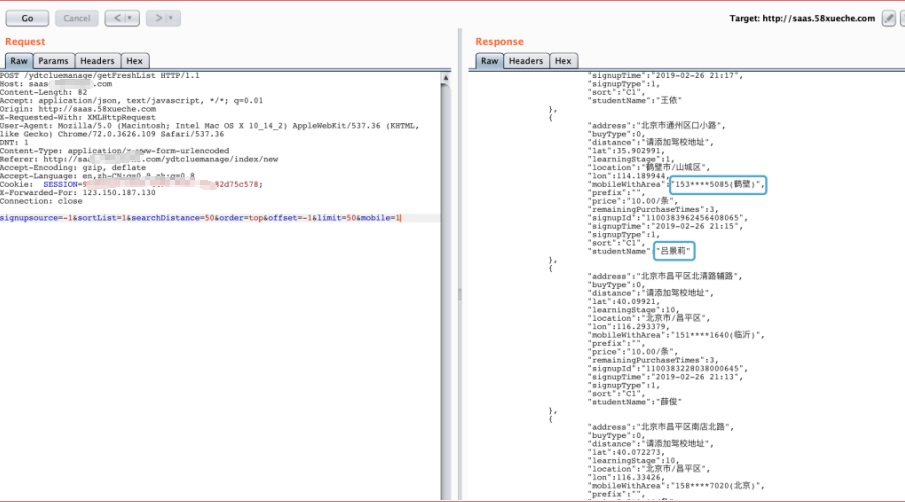 Go Cancel < > Target: http://saas.58xueche.com
Request
Raw Params Headers Hex
POST /ydtcluemanage/getFreshList HTTP/1.1
Host: saas .com
Content-Length: 82
Accept: application/json, text/javascript, */*; q=0.01
Origin: http://saas.58xueche.com
X-Requested-With: XMLHttpRequest
User-Agent: Mozilla/5.0 (Macintosh; Intel Mac OS X 10_14_2) AppleWebKit/537.36 (KHTML,
like Gecko) Chrome/72.0.3626.109 Safari/537.36
DNT: 1
Content-Type: application/x-www-form-urlencoded
Referer: http://saa .com/ydtcluemanage/index/new
Accept-Encoding: gzip, deflate
Accept-Language: en,zh-CN;q=0.9,zh;q=0.8
Cookie: SESSION= 82d75c578;
X-Forwarded-For: 123.150.187.130
Connection: close
signupsource=-1&sortList=1&searchDistance=50&order=top&offset=-1&limit=50&mobile=1
Response
Raw Headers Hex
"signupTime":"2019-02-26 21:17",
"signupType":1,
"sort":"C1",
"studentName":"王依"
},
{
"address":"北京市通州区口小路",
"buyType":0,
"distance":"请添加驾校地址",
"lat":35.902991,
"learningStage":1,
"location":"鹤壁市/山城区",
"lon":114.189944,
"mobileWithArea":"153****5085(鹤壁)",
"prefix":"",
"price":"10.00/条",
"remainingPurchaseTimes":3,
"signupId":"1100383962456408065",
"signupTime":"2019-02-26 21:15",
"signupType":1,
"sort":"C1",
"studentName":"吕景莉"
},
{
"address":"北京市昌平区北清路辅路",
"buyType":0,
"distance":"请添加驾校地址",
"lat":40.09921,
"learningStage":10,
"location":"北京市/昌平区",
"lon":116.293379,
"mobileWithArea":"151****1640(临沂)",
"prefix":"",
"price":"10.00/条",
"remainingPurchaseTimes":3,
"signupId":"1100383228038000645",
"signupTime":"2019-02-26 21:13",
"signupType":1,
"sort":"C1",
"studentName":"薛俊"
},
{
"address":"北京市昌平区南店北路",
"buyType":0,
"distance":"请添加驾校地址",
"lat":40.072273,
"learningStage":10,
"location":"北京市/昌平区",
"lon":116.33426,
"mobileWithArea":"158****7020(北京)",
"prefix":"",